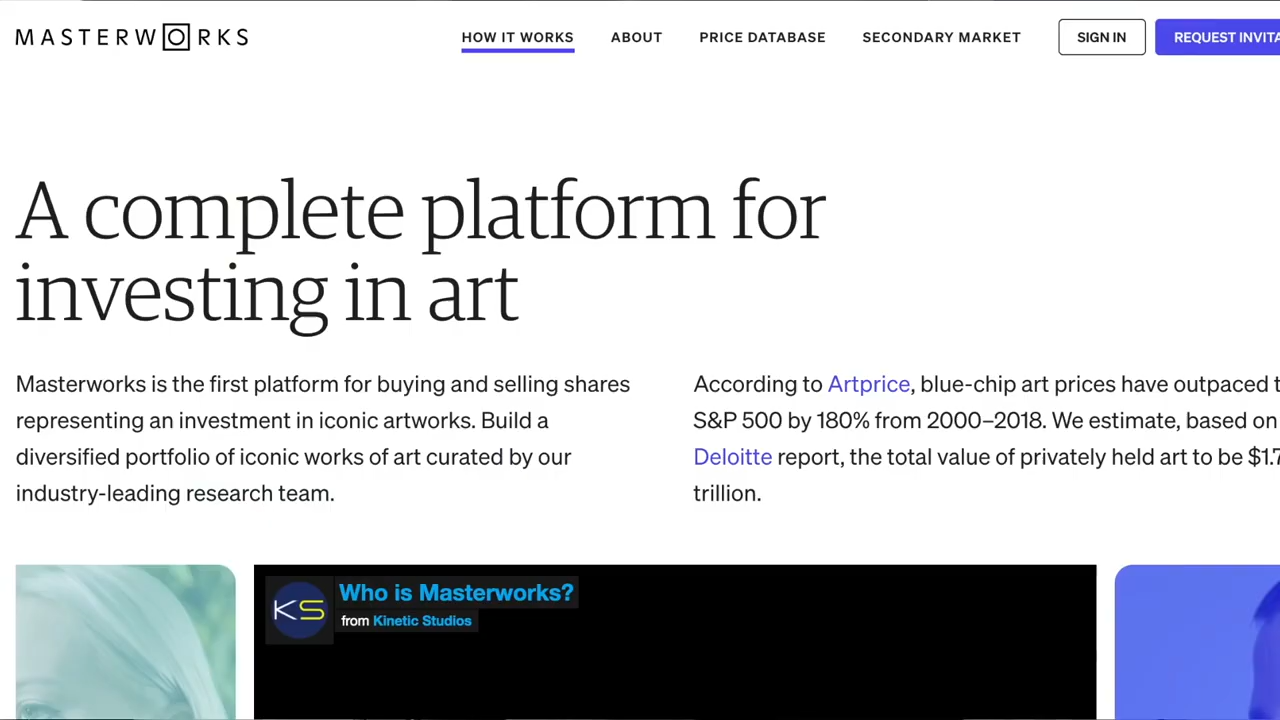 MASTERWORKS
HOW IT WORKS
ABOUT
PRICE DATABASE
SECONDARY MARKET
SIGN IN
REQUEST
A complete platform for
investing in art
Masterworks is the first platform for buying and selling shares
representing an investment in iconic artworks. Build a
diversified portfolio of iconic works of art curated by our
industry-leading research team.
According to Artprice, blue-chip art prices have outpaced
S&P 500 by 180% from 2000–2018. We estimate, based on
Deloitte report, the total value of privately held art to be
trillion.
KS
Who is Masterworks?
from Kinetic Studios